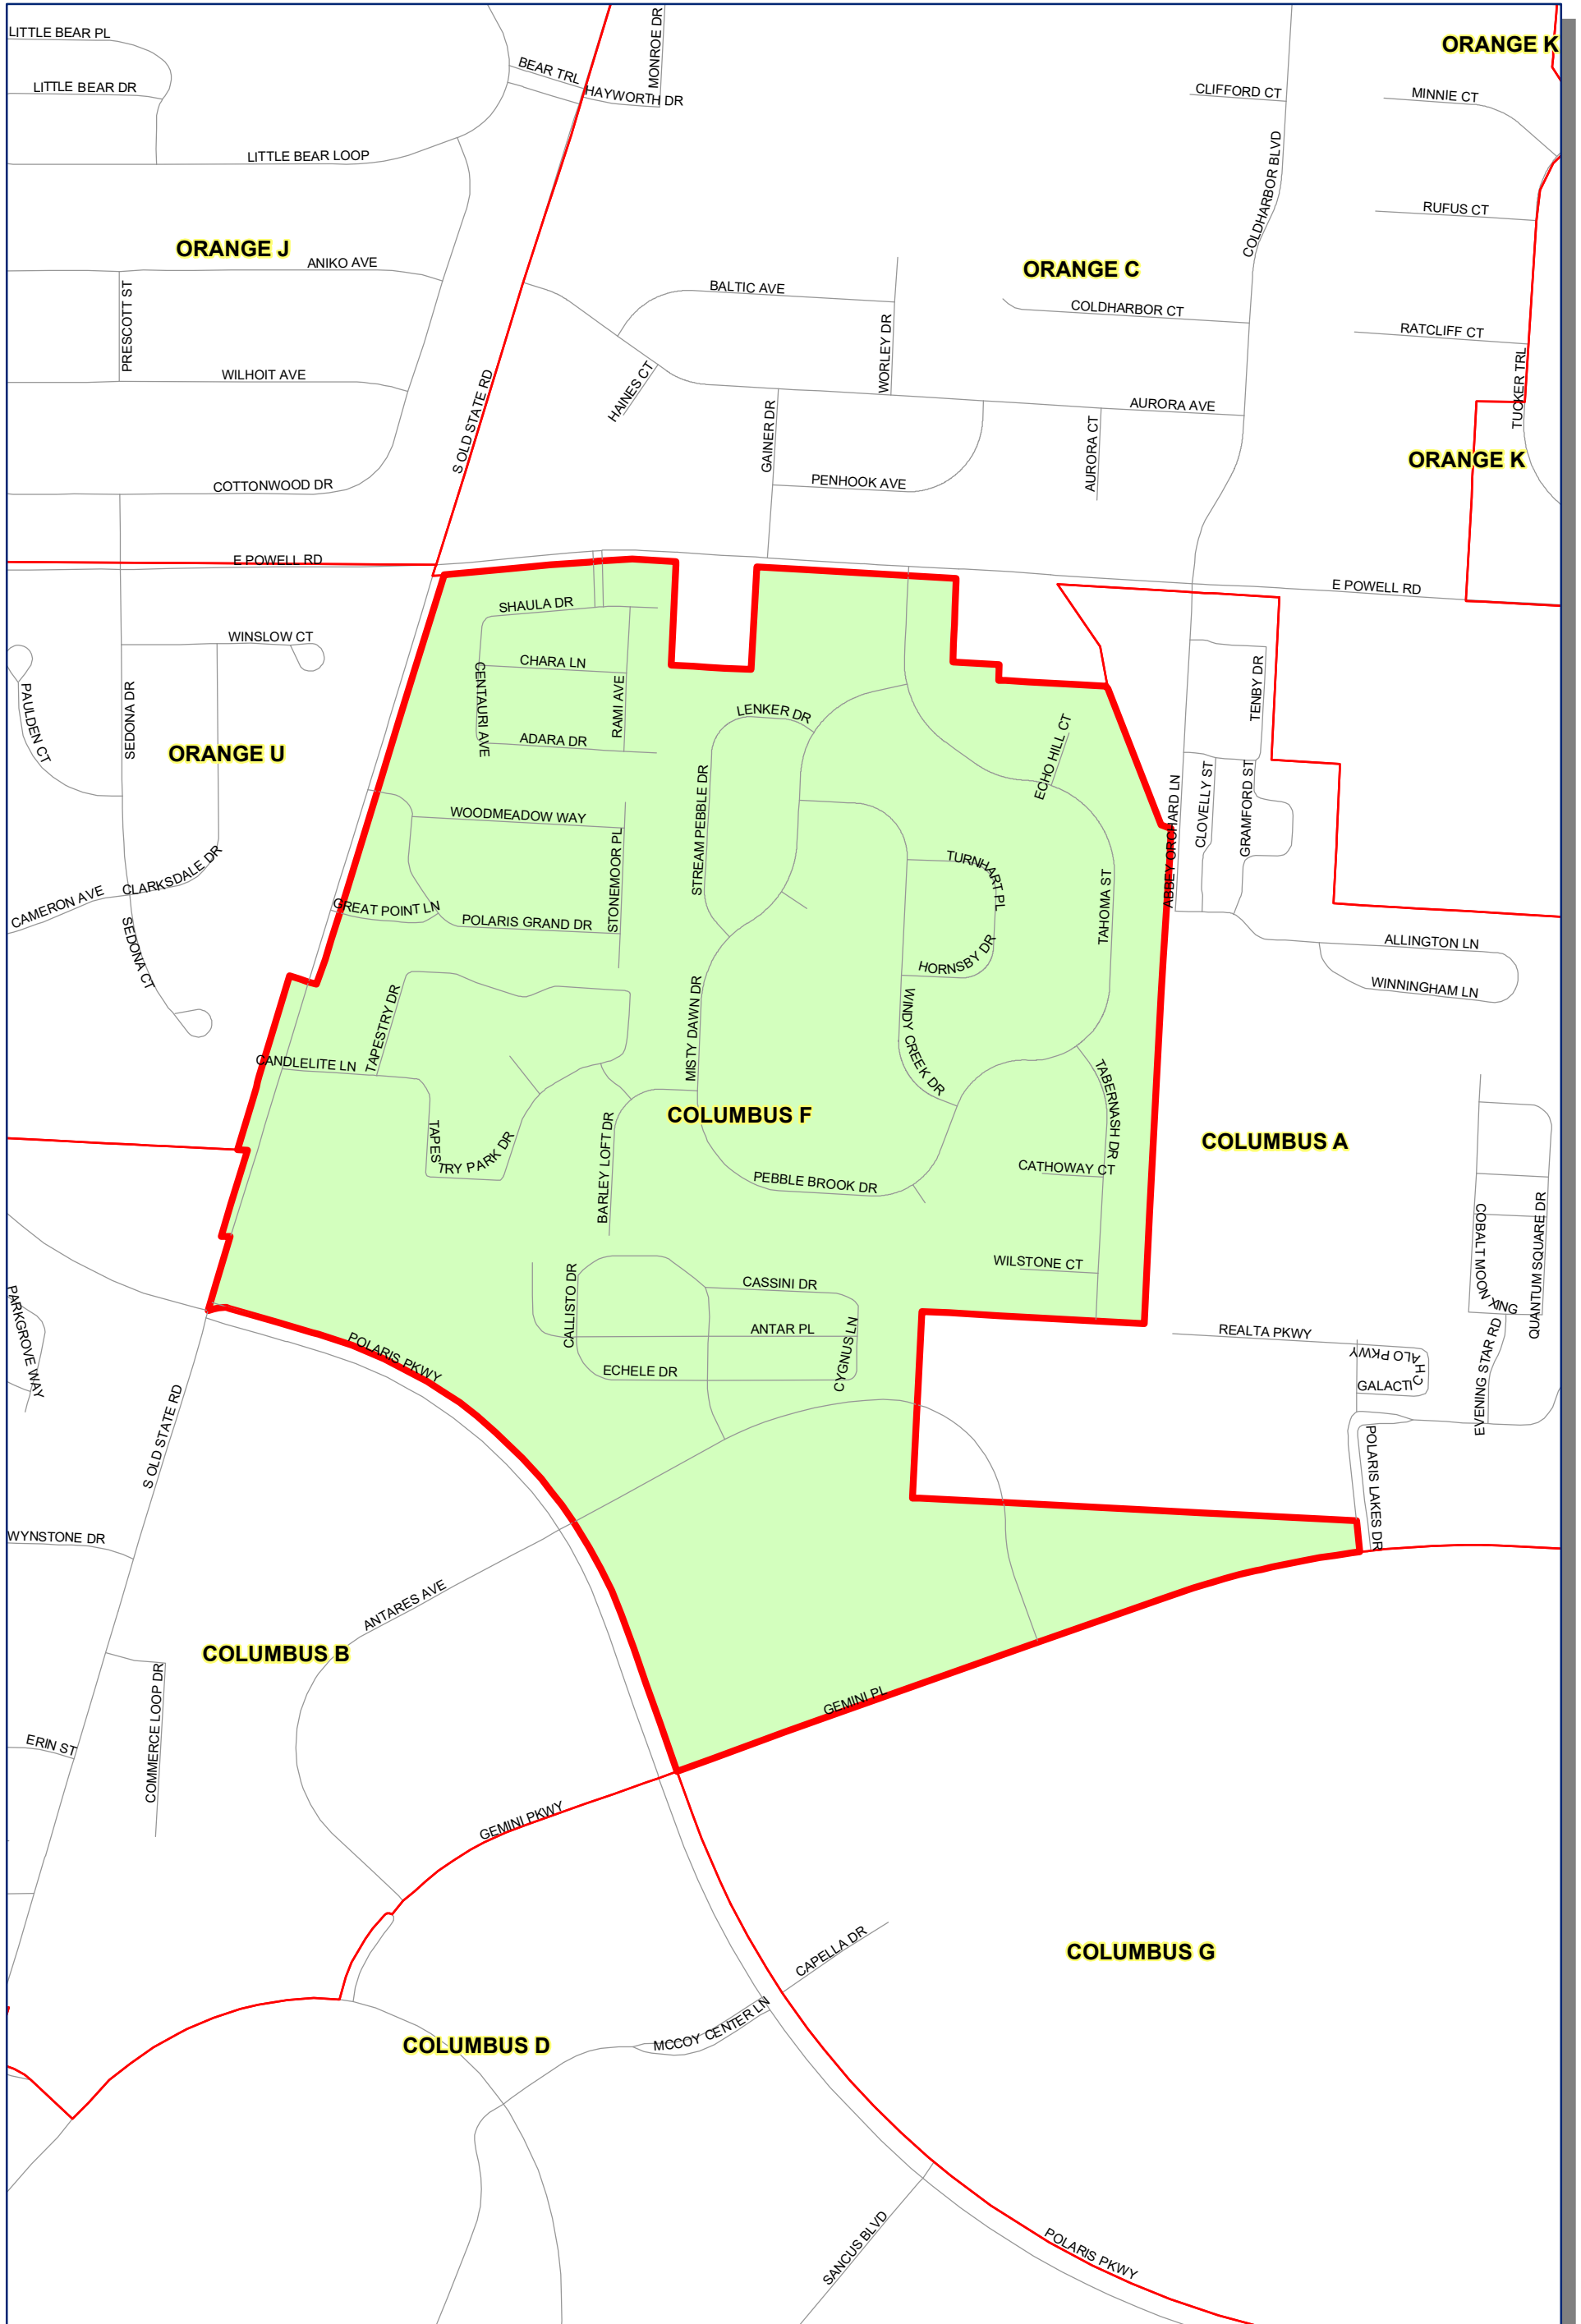 LITTLE BEAR PL
MONROE DR
ORANGE K
BEAR TRL
LITTLE BEAR DR
HAYWORTH DR
CLIFFORD CT
MINNIE CT
LITTLE BEAR LOOP
COLDHARBOR BLVD
RUFUS CT
ORANGE J
ANIKO AVE
ORANGE C
BALTIC AVE
COLDHARBOR CT
PRESCOTT ST
WORLEY DR
RATCLIFF CT
WILHOIT AVE
HAINES CT
TUCKER TRL
AURORA AVE
S OLD STATE RD
GAINER DR
AURORA CT
ORANGE K
COTTONWOOD DR
PENHOOK AVE
E POWELL RD
E POWELL RD
SHAULA DR
WINSLOW CT
CHARA LN
CENTAURI AVE
RAMI AVE
TENBY DR
PAULDEN CT
SEDONA DR
LENKER DR
ADARA DR
ORANGE U
ECHO HILL CT
STREAM PEBBLE DR
CLOVELLY ST
GRAMFORD ST
WOODMEADOW WAY
ABBEY ORCHARD LN
STONEMOOR PL
TURNHART PL
CLARKSDALE DR
CAMERON AVE
GREAT POINT LN
POLARIS GRAND DR
TAHOMA ST
SEDONA CT
HORNSBY DR
ALLINGTON LN
WINNINGHAM LN
TAPESTRY DR
MISTY DAWN DR
WINDY CREEK DR
CANDLELITE LN
TABERNASH DR
COLUMBUS F
COLUMBUS A
TAPESTRY PARK DR
BARLEY LOFT DR
CATHOWAY CT
PEBBLE BROOK DR
COBALT MOON XING
QUANTUM SQUARE DR
WILSTONE CT
CASSINI DR
CALLISTO DR
PARKGROVE WAY
ANTAR PL
CYGNUS LN
REALTA PKWY
POLARIS PKWY
ALO PKWY
ECHELE DR
GALACTIC H
EVENING STAR RD
S OLD STATE RD
POLARIS LAKES DR
WYNSTONE DR
ANTARES AVE
COLUMBUS B
COMMERCE LOOP DR
GEMINI PL
ERIN ST
GEMINI PKWY
CAPELLA DR
COLUMBUS G
MCCOY CENTER LN
COLUMBUS D
SANCUS BLVD
POLARIS PKWY